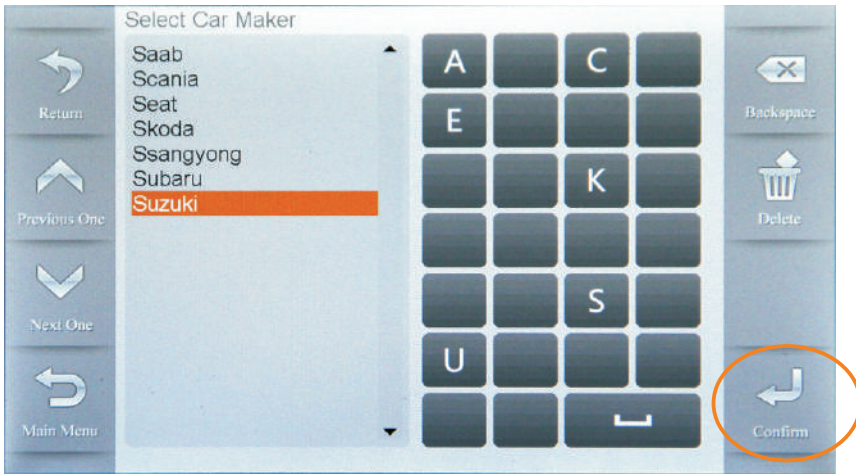 Select Car Maker
Return
Previous One
Next One
Main Menu
Saab
Scania
Seat
Skoda
Ssangyong
Subaru
Suzuki
A C
E
K
S
U
Backspace
Delete
Confirm